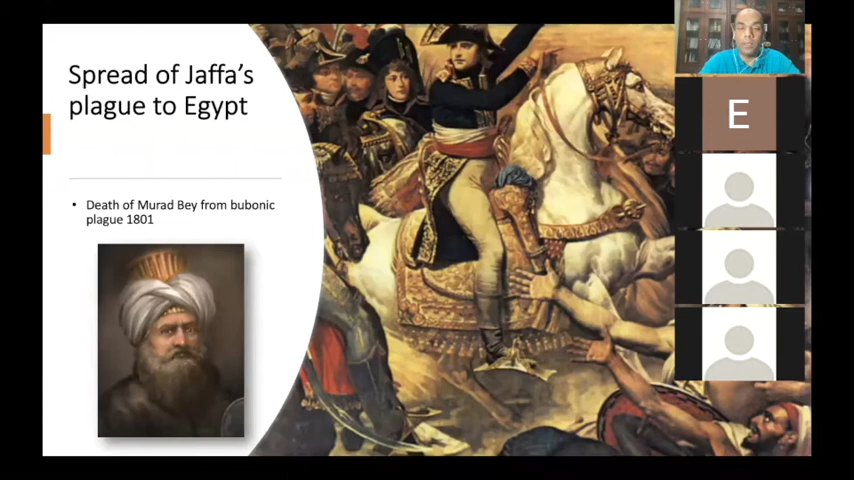 Spread of Jaffa's
plague to Egypt
• Death of Murad Bey from bubonic
plague 1801
E